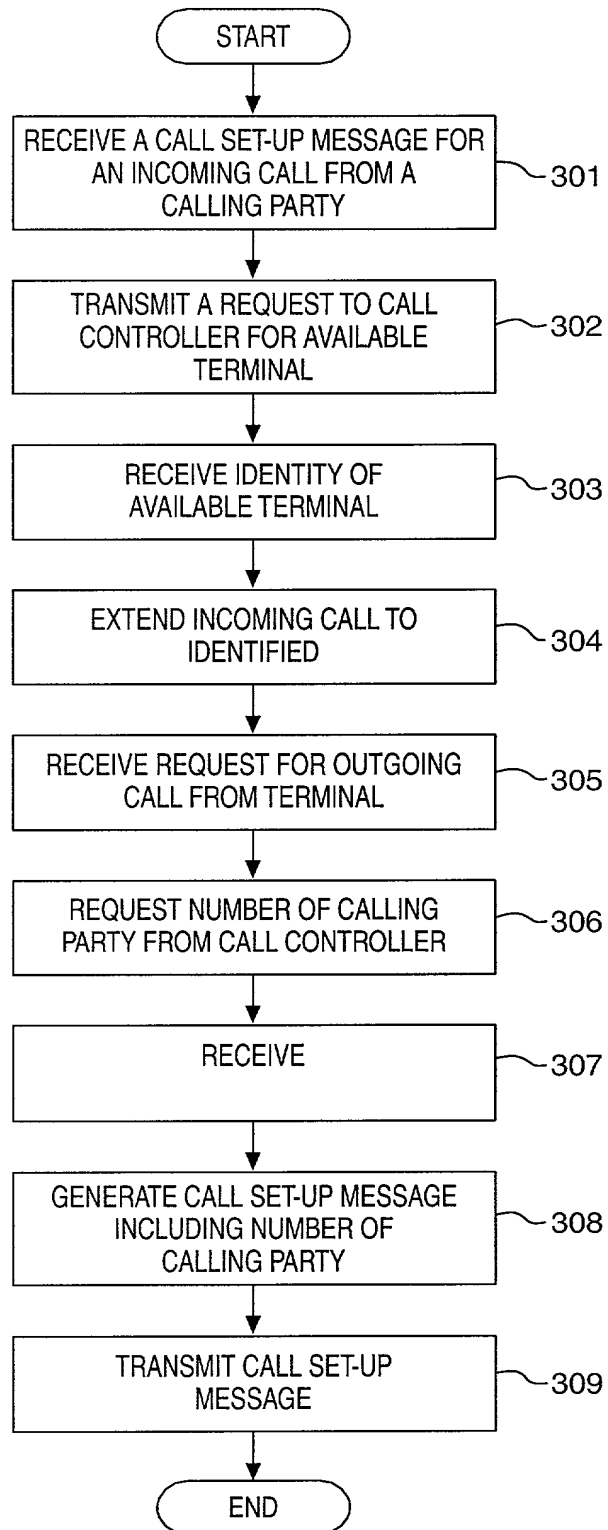 START
RECEIVE A CALL SET-UP MESSAGE FOR
AN INCOMING CALL FROM A
CALLING PARTY
301
TRANSMIT A REQUEST TO CALL
CONTROLLER FOR AVAILABLE
TERMINAL
302
RECEIVE IDENTITY OF
AVAILABLE TERMINAL
303
EXTEND INCOMING CALL TO
IDENTIFIED
304
RECEIVE REQUEST FOR OUTGOING
CALL FROM TERMINAL
305
REQUEST NUMBER OF CALLING
PARTY FROM CALL CONTROLLER
306
RECEIVE
307
GENERATE CALL SET-UP MESSAGE
INCLUDING NUMBER OF
CALLING PARTY
308
TRANSMIT CALL SET-UP
MESSAGE
309
END